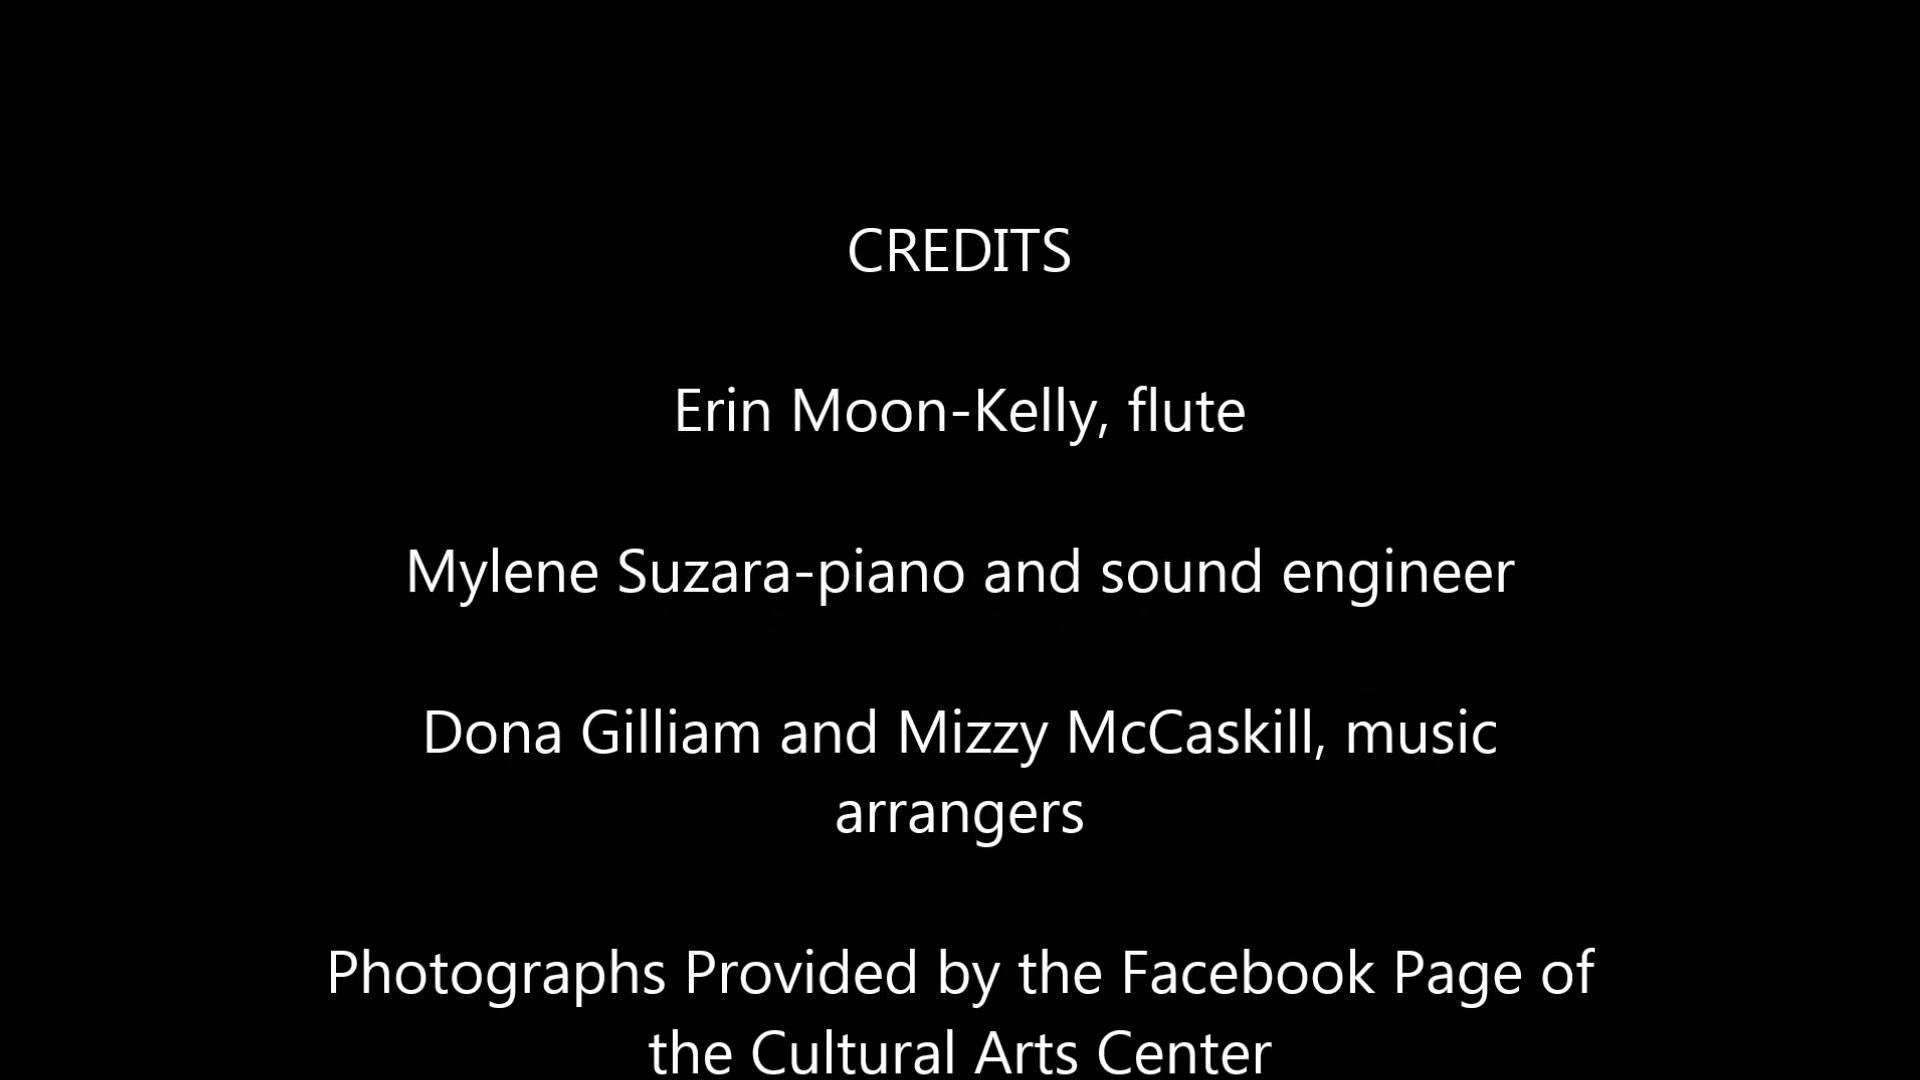 CREDITS
Erin Moon-Kelly, flute
Mylene Suzara-piano and sound engineer
Dona Gilliam and Mizzy McCaskill, music
arrangers
Photographs Provided by the Facebook Page of
the Cultural Arts Center